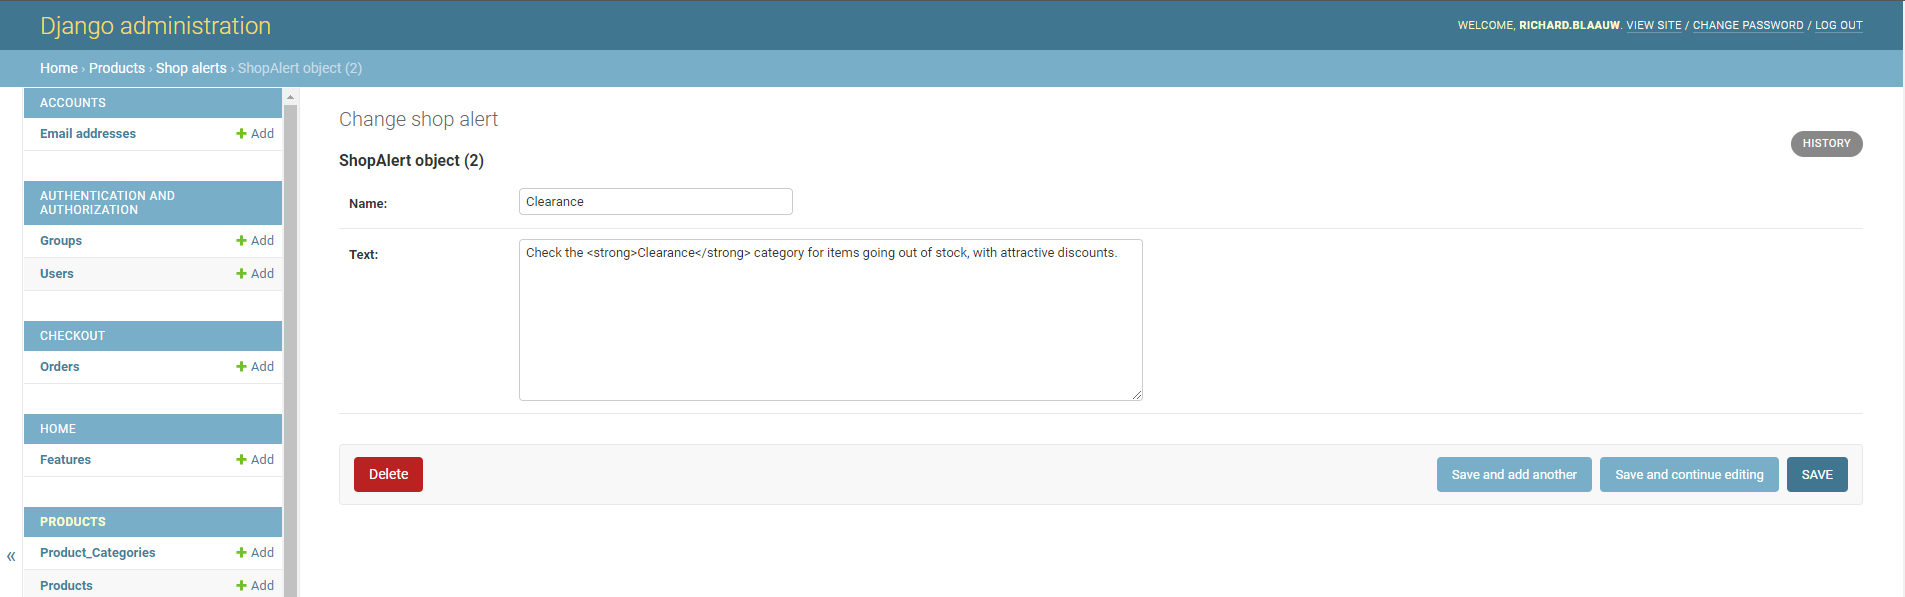 Django administration
WELCOME, RICHARD.BLAAUW. VIEW SITE / CHANGE PASSWORD / LOG OUT
Home › Products › Shop alerts › ShopAlert object (2)
ACCOUNTS
Email addresses + Add
AUTHENTICATION AND
AUTHORIZATION
Groups + Add
Users + Add
CHECKOUT
Orders + Add
HOME
Features + Add
PRODUCTS
Product_Categories + Add
Products + Add
«
Change shop alert
HISTORY
ShopAlert object (2)
Name: Clearance
Text: Check the <strong>Clearance</strong> category for items going out of stock, with attractive discounts.
Delete Save and add another Save and continue editing SAVE